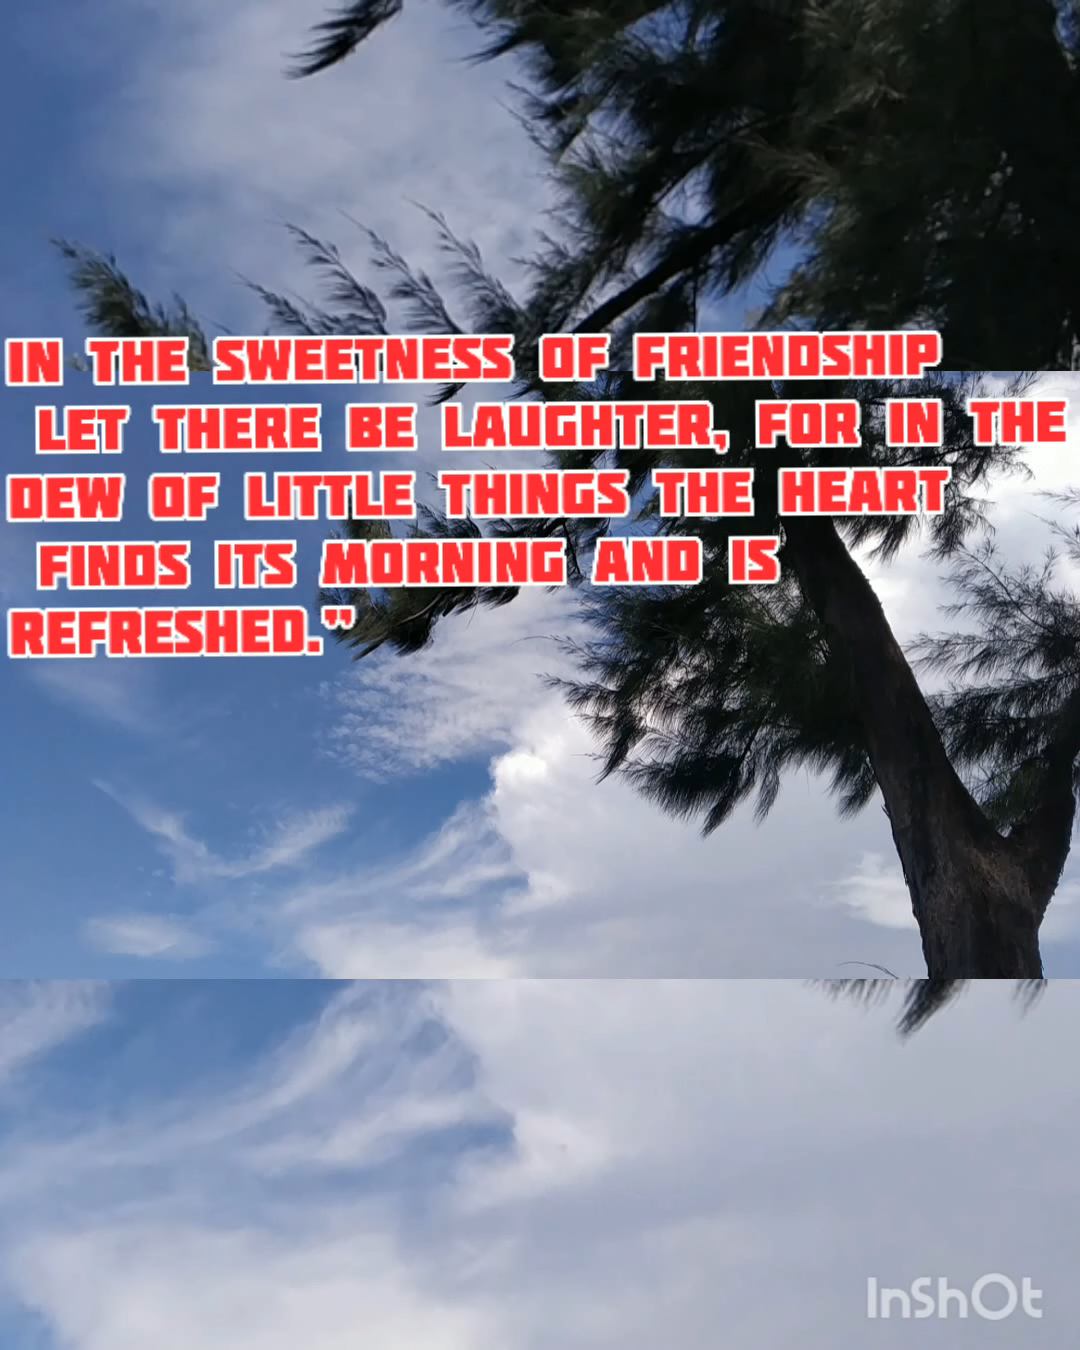 IN THE SWEETNESS OF FRIENDSHIP
LET THERE BE LAUGHTER, FOR IN THE
DEW OF LITTLE THINGS THE HEART
FINDS ITS MORNING AND IS
REFRESHED."
InShOt